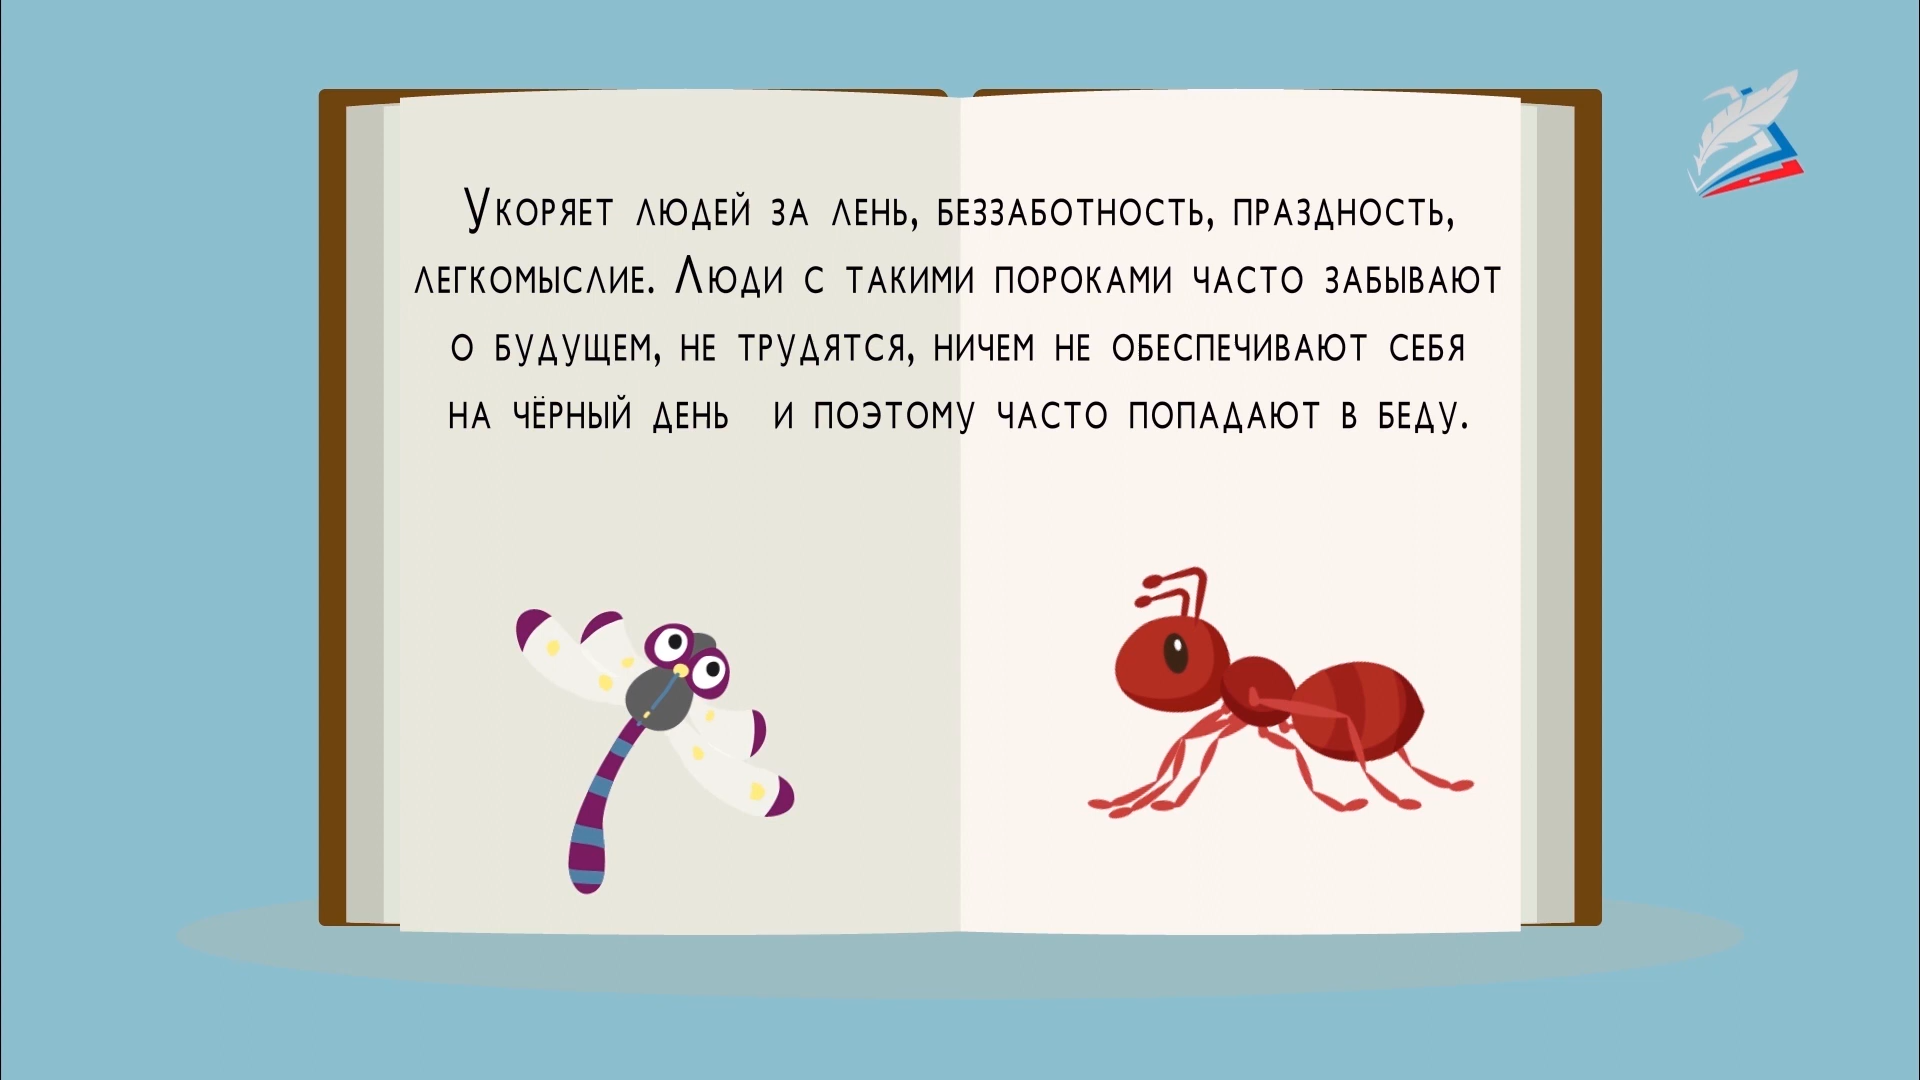 Укоряет людей за лень, беззаботность, праздность,
легкомыслие. Люди с такими пороками часто забывают
о будущем, не трудятся, ничем не обеспечивают себя
на чёрный день и поэтому часто попадают в беду.